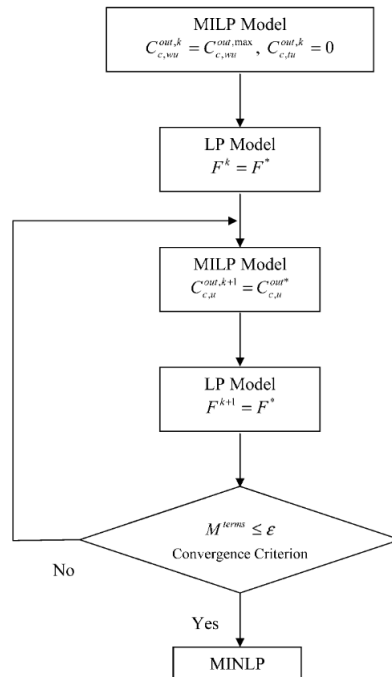 MILP Model
C_{c,wu}^{out,k} = C_{c,wu}^{out,max}, C_{c,tu}^{out,k} = 0
LP Model
F^k = F^*
MILP Model
C_{c,u}^{out,k+1} = C_{c,u}^{out*}
LP Model
F^{k+1} = F^*
M^{terms} ≤ ε
Convergence Criterion
No
Yes
MINLP